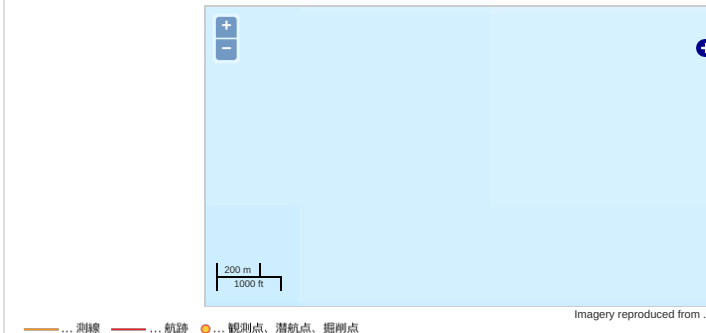 +
−
200 m
1000 ft
Imagery reproduced from .
... 測線 ... 航跡 ... 観測点、潜航点、掘削点